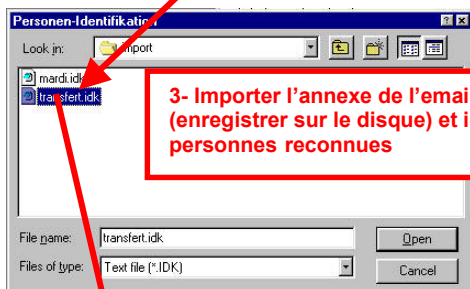 Personen-Identifikation
Look in: import
mardi.idk
transfert.idk
3- Importer l'annexe de l'emai
(enregistrer sur le disque) et i
personnes reconnues
File name: transfert.idk Open
Files of type: Text file (*.IDK) Cancel